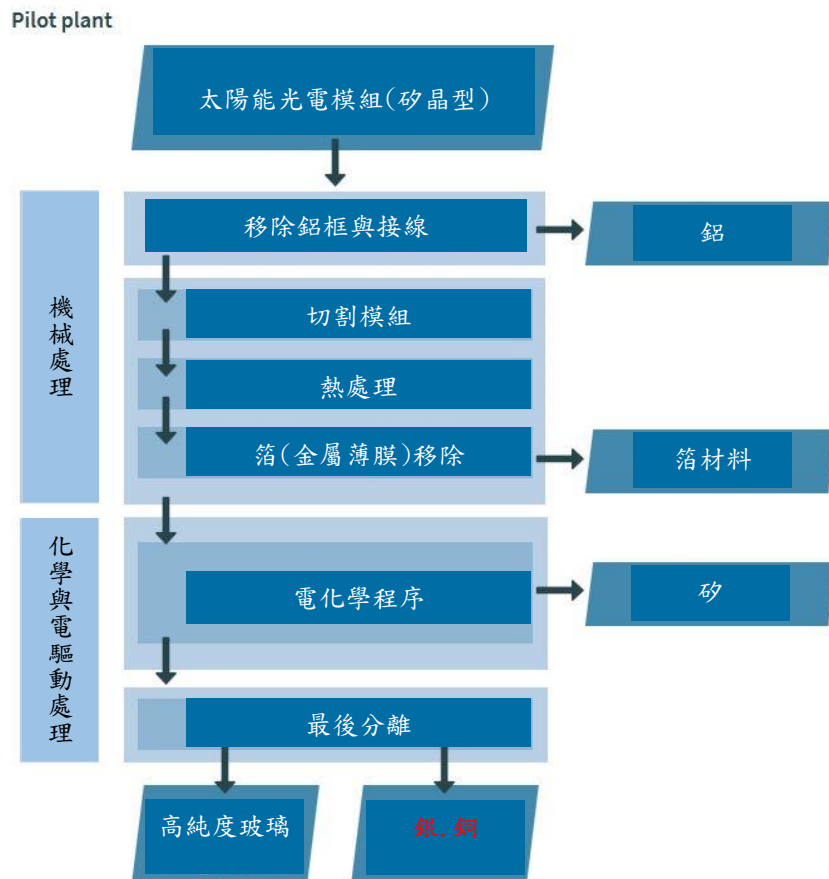 Pilot plant
太陽能光電模組(矽晶型)
機械處理
移除鋁框與接線
鋁
切割模組
熱處理
箔(金屬薄膜)移除
箔材料
化學與電驅動處理
電化學程序
矽
最後分離
高純度玻璃
銀,銅